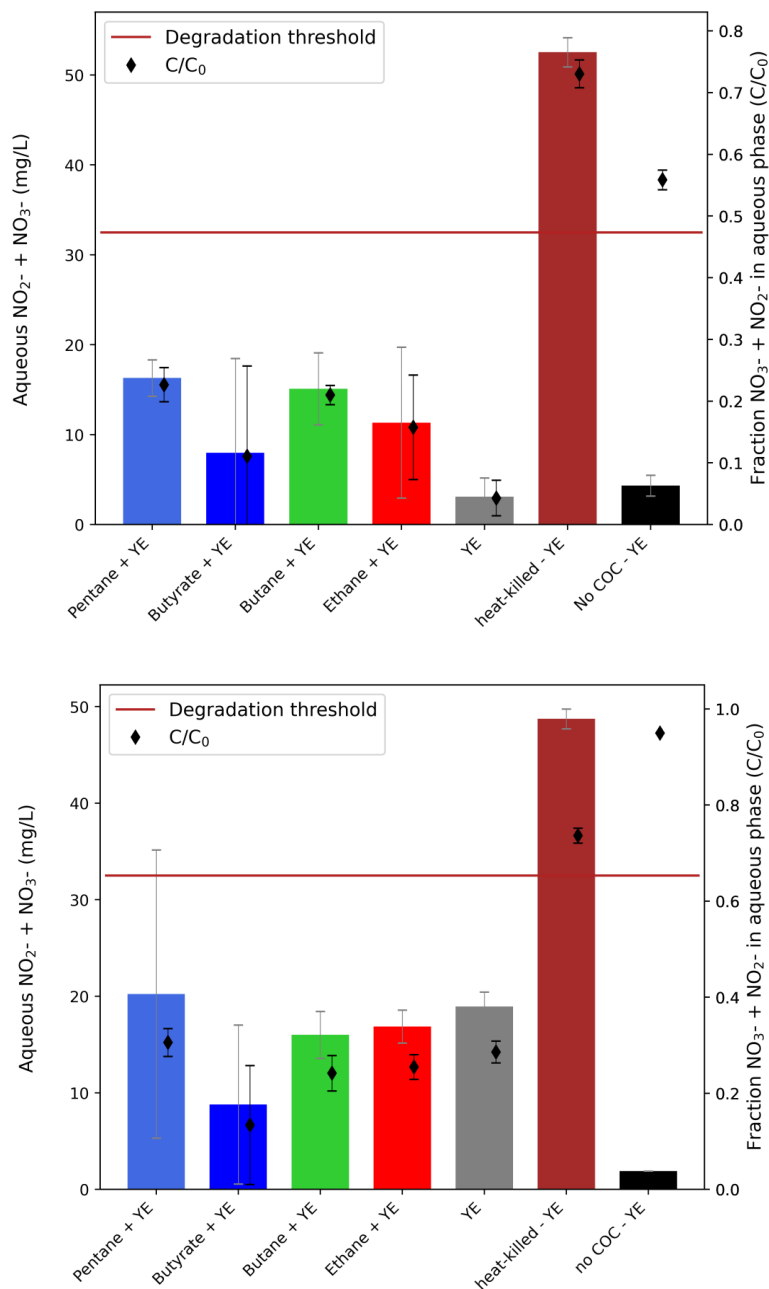 Degradation threshold
C/C₀
Aqueous NO₂- + NO₃- (mg/L)
50
40
30
20
10
0
Fraction NO₃- + NO₂- in aqueous phase (C/C₀)
0.8
0.7
0.6
0.5
0.4
0.3
0.2
0.1
0.0
Pentane + YE
Butyrate + YE
Butane + YE
Ethane + YE
YE
heat-killed - YE
No COC - YE
Degradation threshold
C/C₀
Aqueous NO₂- + NO₃- (mg/L)
50
40
30
20
10
0
Fraction NO₃- + NO₂- in aqueous phase (C/C₀)
1.0
0.8
0.6
0.4
0.2
0.0
Pentane + YE
Butyrate + YE
Butane + YE
Ethane + YE
YE
heat-killed - YE
no COC - YE